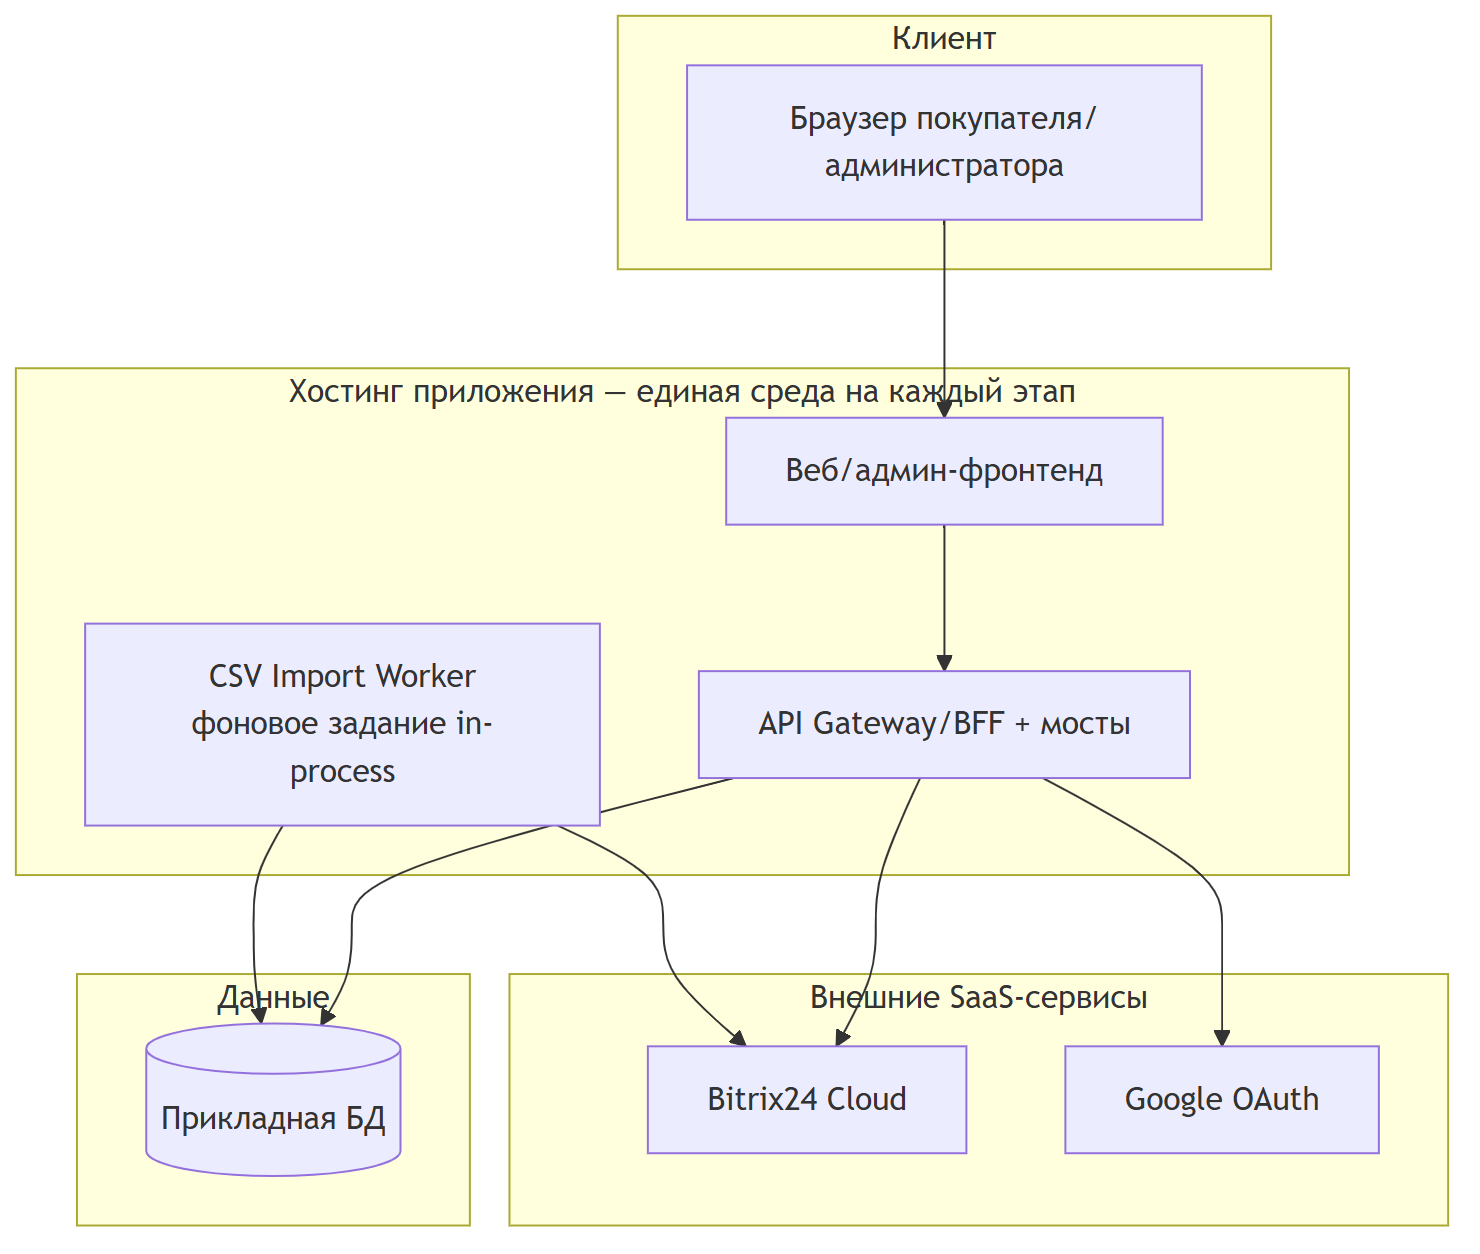 Клиент
Браузер покупателя/
администратора
Хостинг приложения — единая среда на каждый этап
Веб/админ-фронтенд
CSV Import Worker
фоновое задание in-
process
API Gateway/BFF + мосты
Данные
Прикладная БД
Внешние SaaS-сервисы
Bitrix24 Cloud
Google OAuth